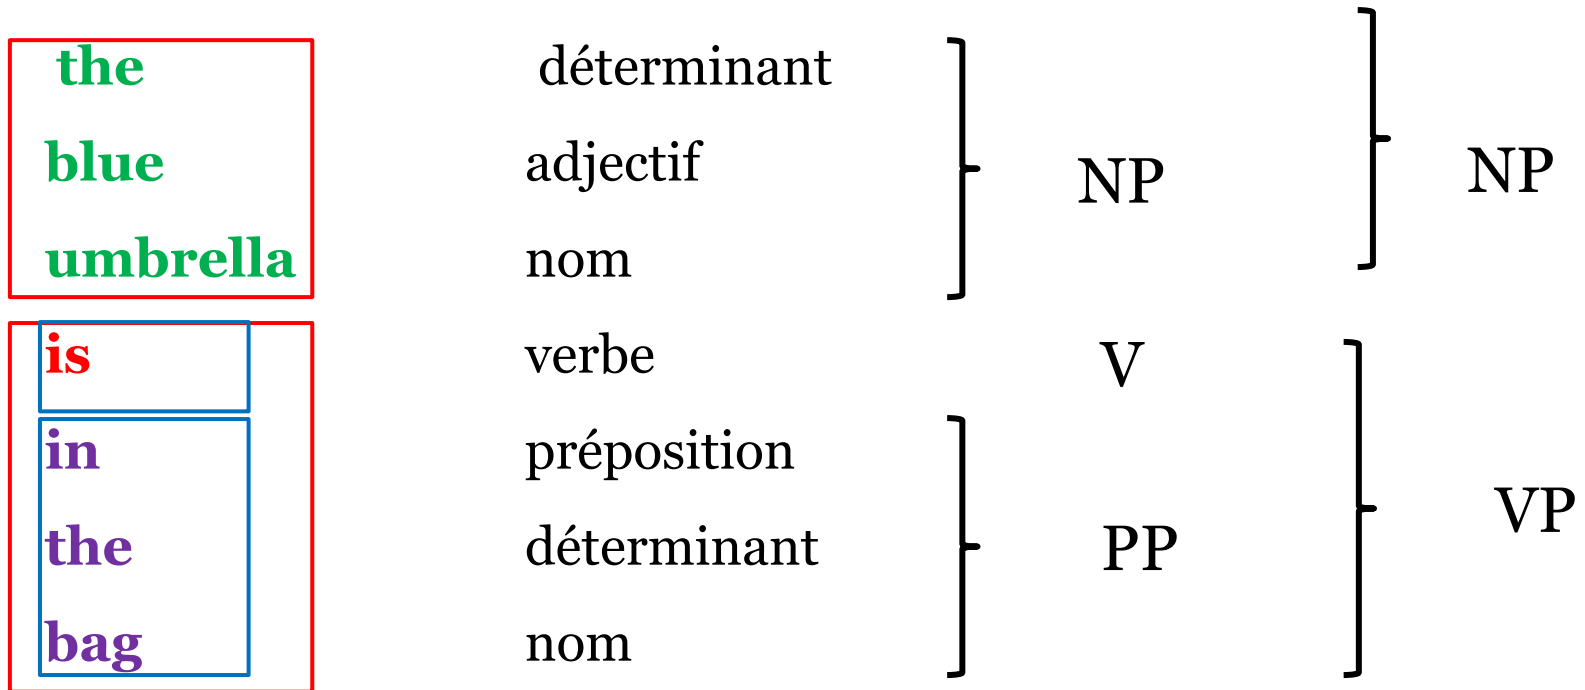 the déterminant
blue adjectif NP NP
umbrella nom
is verbe V
in préposition
the déterminant PP VP
bag nom